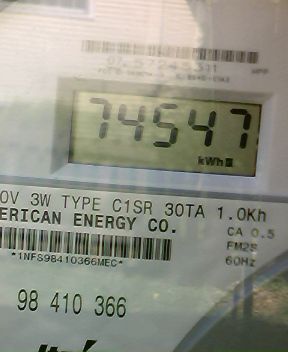 74547
kWh
0V 3W TYPE C1SR 30TA 1.0Kh
ERICAN ENERGY CO.
CA 0.5
FM2S
60Hz
*1NFS98410366MEC*
98 410 366